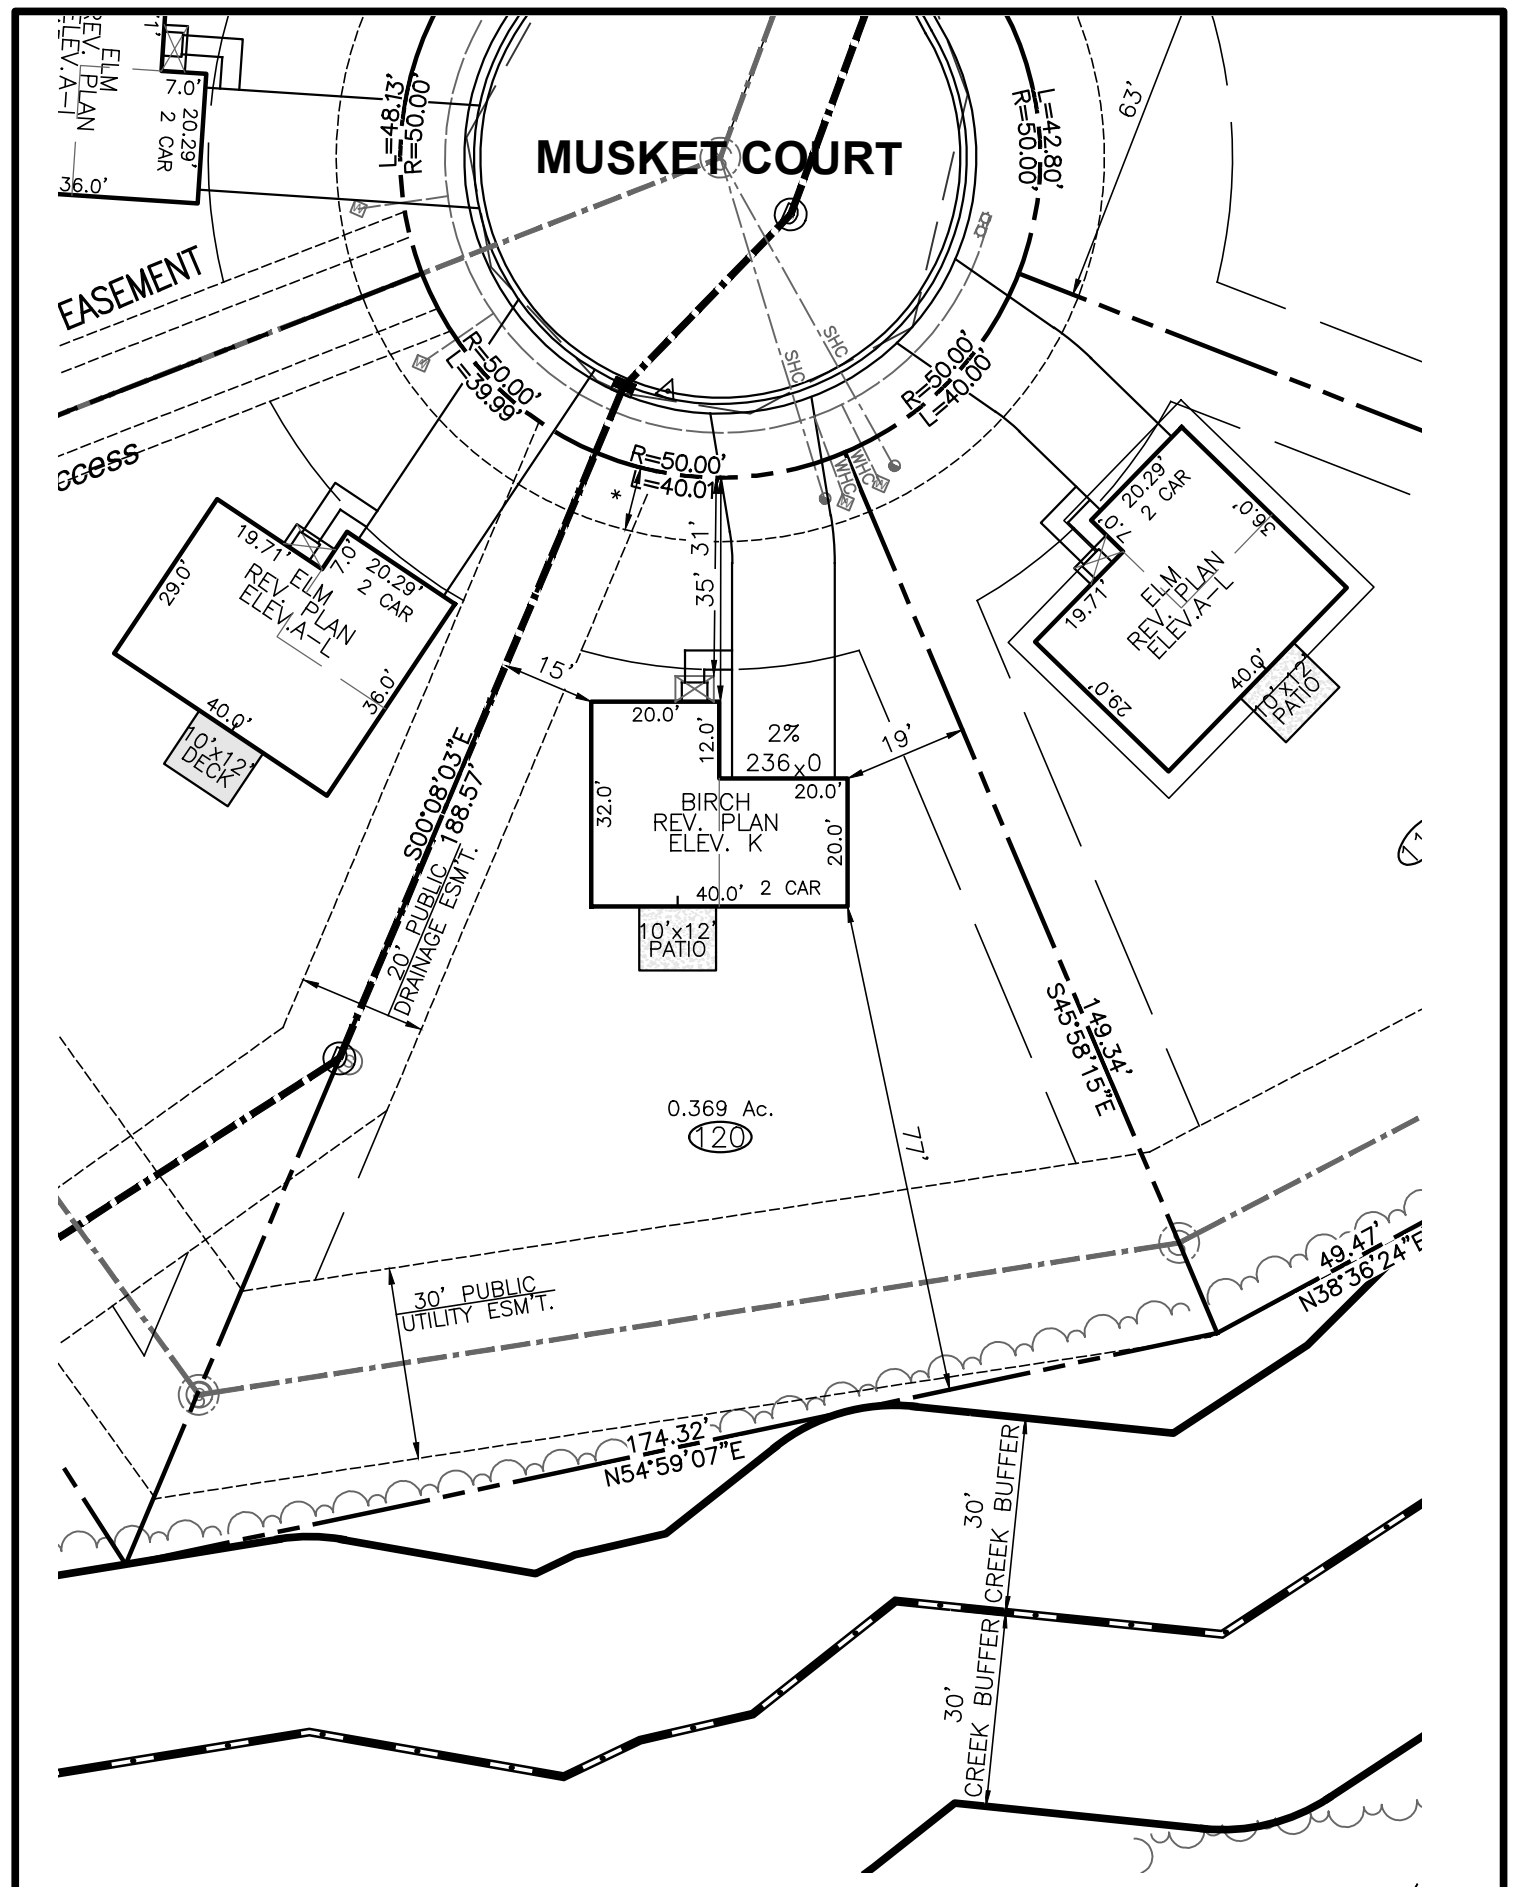 ELM
REV. PLAN
ELEV.A-I
7.0'
20.29'
2 CAR
36.0'
L=48.13'
R=50.00'
MUSKET COURT
L=42.80'
R=50.00'
63'
EASEMENT
R=50.00'
L=39.99'
SHC
SHC
R=50.00'
L=40.00'
ccess
R=50.00'
L=40.01'
*
WHC
WHC
31'
35'
19.71'
7.0'
20.29'
2 CAR
29.0'
ELM
REV. PLAN
ELEV.A-L
36.0'
40.0'
10'x12'
DECK
20.29'
2 CAR
36.0'
7.0'
19.71'
ELM
REV. PLAN
ELEV.A-L
29.0'
40.0'
10'x12'
PATIO
15'
20.0'
12.0'
2%
236x0
19'
20.0'
32.0'
BIRCH
REV. PLAN
ELEV. K
20.0'
40.0'
2 CAR
10'x12'
PATIO
S00°08'03"E
188.57'
20' PUBLIC
DRAINAGE ESM'T.
149.34'
S45°58'15"E
0.369 Ac.
120
77'
30' PUBLIC
UTILITY ESM'T.
49.47'
N38°36'24"E
174.32'
N54°59'07"E
30'
CREEK BUFFER
30'
CREEK BUFFER